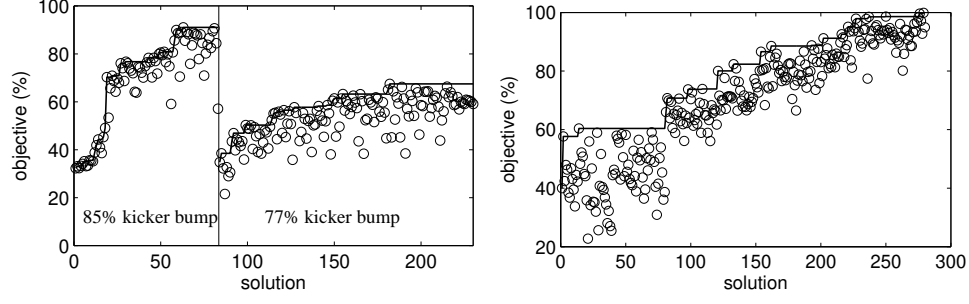 100
80
60
40
20
0
objective (%)
85% kicker bump
77% kicker bump
0 50 100 150 200
solution
100
80
60
40
20
objective (%)
0 50 100 150 200 250 300
solution